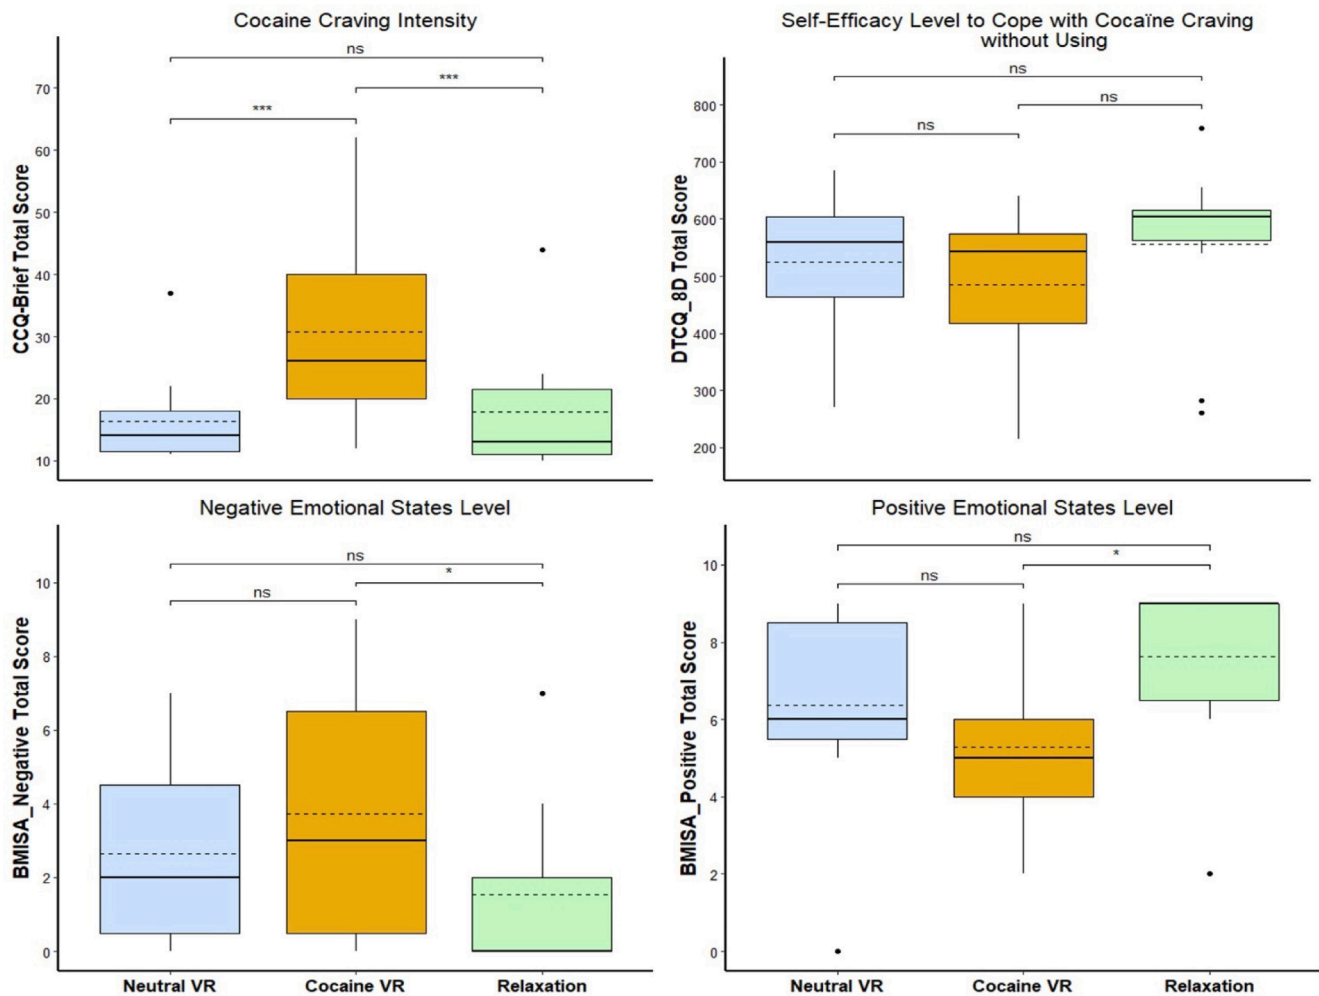 Cocaine Craving Intensity
ns
***
***
CCQ-Brief Total Score
70
60
50
40
30
20
10
Self-Efficacy Level to Cope with Cocaïne Craving
without Using
ns
ns
ns
DTCQ_8D Total Score
800
700
600
500
400
300
200
Negative Emotional States Level
ns
*
ns
BMISA_Negative Total Score
10
8
6
4
2
0
Neutral VR Cocaine VR Relaxation
Positive Emotional States Level
ns
*
ns
BMISA_Positive Total Score
10
8
6
4
2
0
Neutral VR Cocaine VR Relaxation